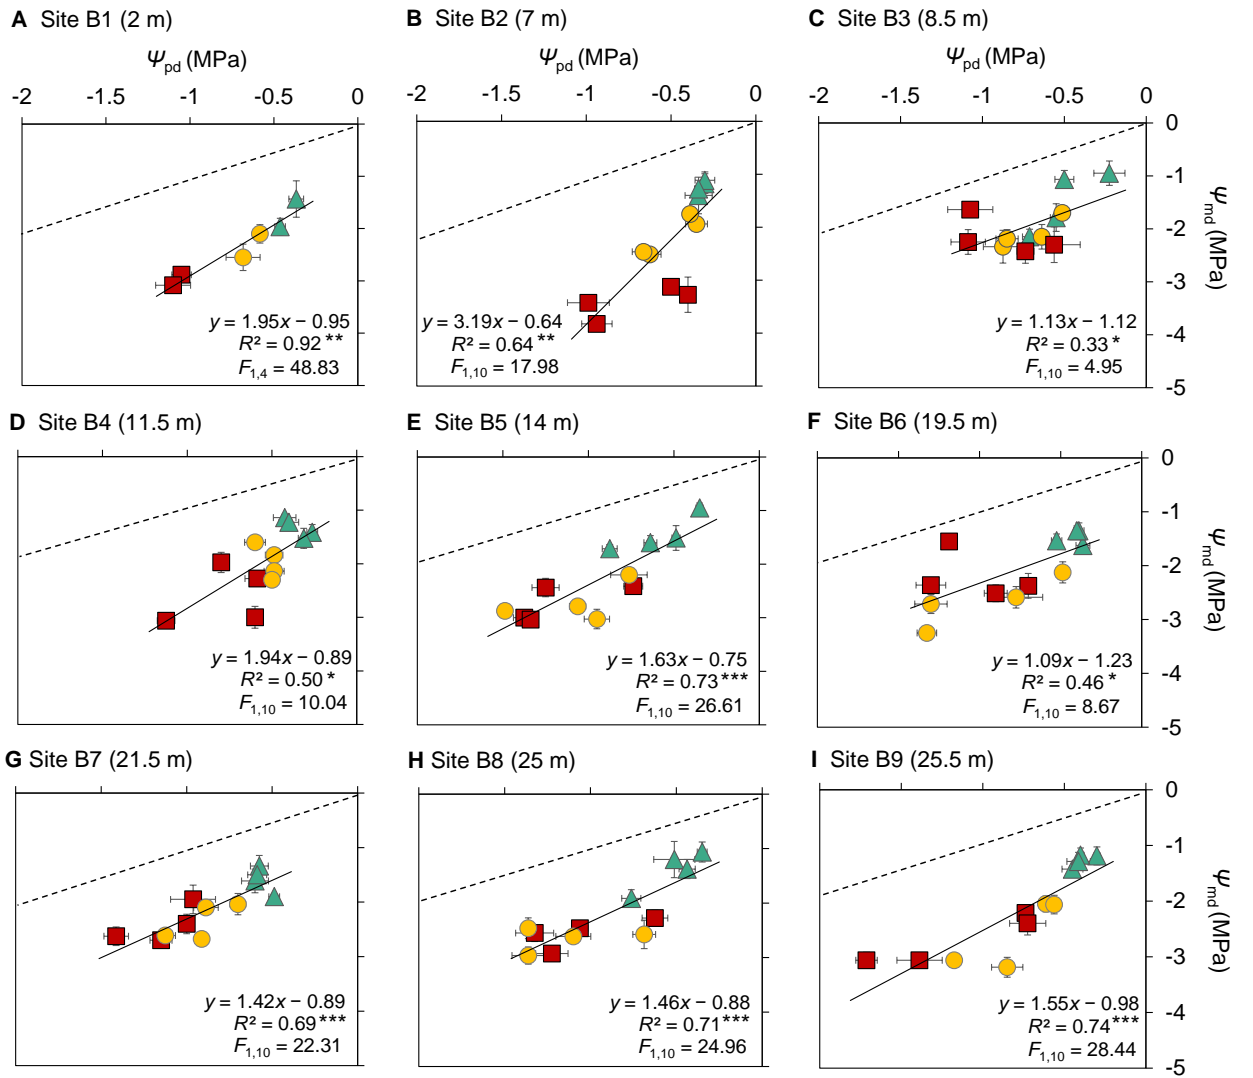 A Site B1 (2 m)
Ψpd (MPa)
-2 -1.5 -1 -0.5 0
y = 1.95x − 0.95
R² = 0.92 **
F1,4 = 48.83
B Site B2 (7 m)
Ψpd (MPa)
-2 -1.5 -1 -0.5 0
y = 3.19x − 0.64
R² = 0.64 **
F1,10 = 17.98
C Site B3 (8.5 m)
Ψpd (MPa)
-2 -1.5 -1 -0.5 0
0
-1
-2
-3
-4
-5
Ψmd (MPa)
y = 1.13x − 1.12
R² = 0.33 *
F1,10 = 4.95
D Site B4 (11.5 m)
y = 1.94x − 0.89
R² = 0.50 *
F1,10 = 10.04
E Site B5 (14 m)
y = 1.63x − 0.75
R² = 0.73 ***
F1,10 = 26.61
F Site B6 (19.5 m)
0
-1
-2
-3
-4
-5
Ψmd (MPa)
y = 1.09x − 1.23
R² = 0.46 *
F1,10 = 8.67
G Site B7 (21.5 m)
y = 1.42x − 0.89
R² = 0.69 ***
F1,10 = 22.31
H Site B8 (25 m)
y = 1.46x − 0.88
R² = 0.71 ***
F1,10 = 24.96
I Site B9 (25.5 m)
0
-1
-2
-3
-4
-5
Ψmd (MPa)
y = 1.55x − 0.98
R² = 0.74 ***
F1,10 = 28.44